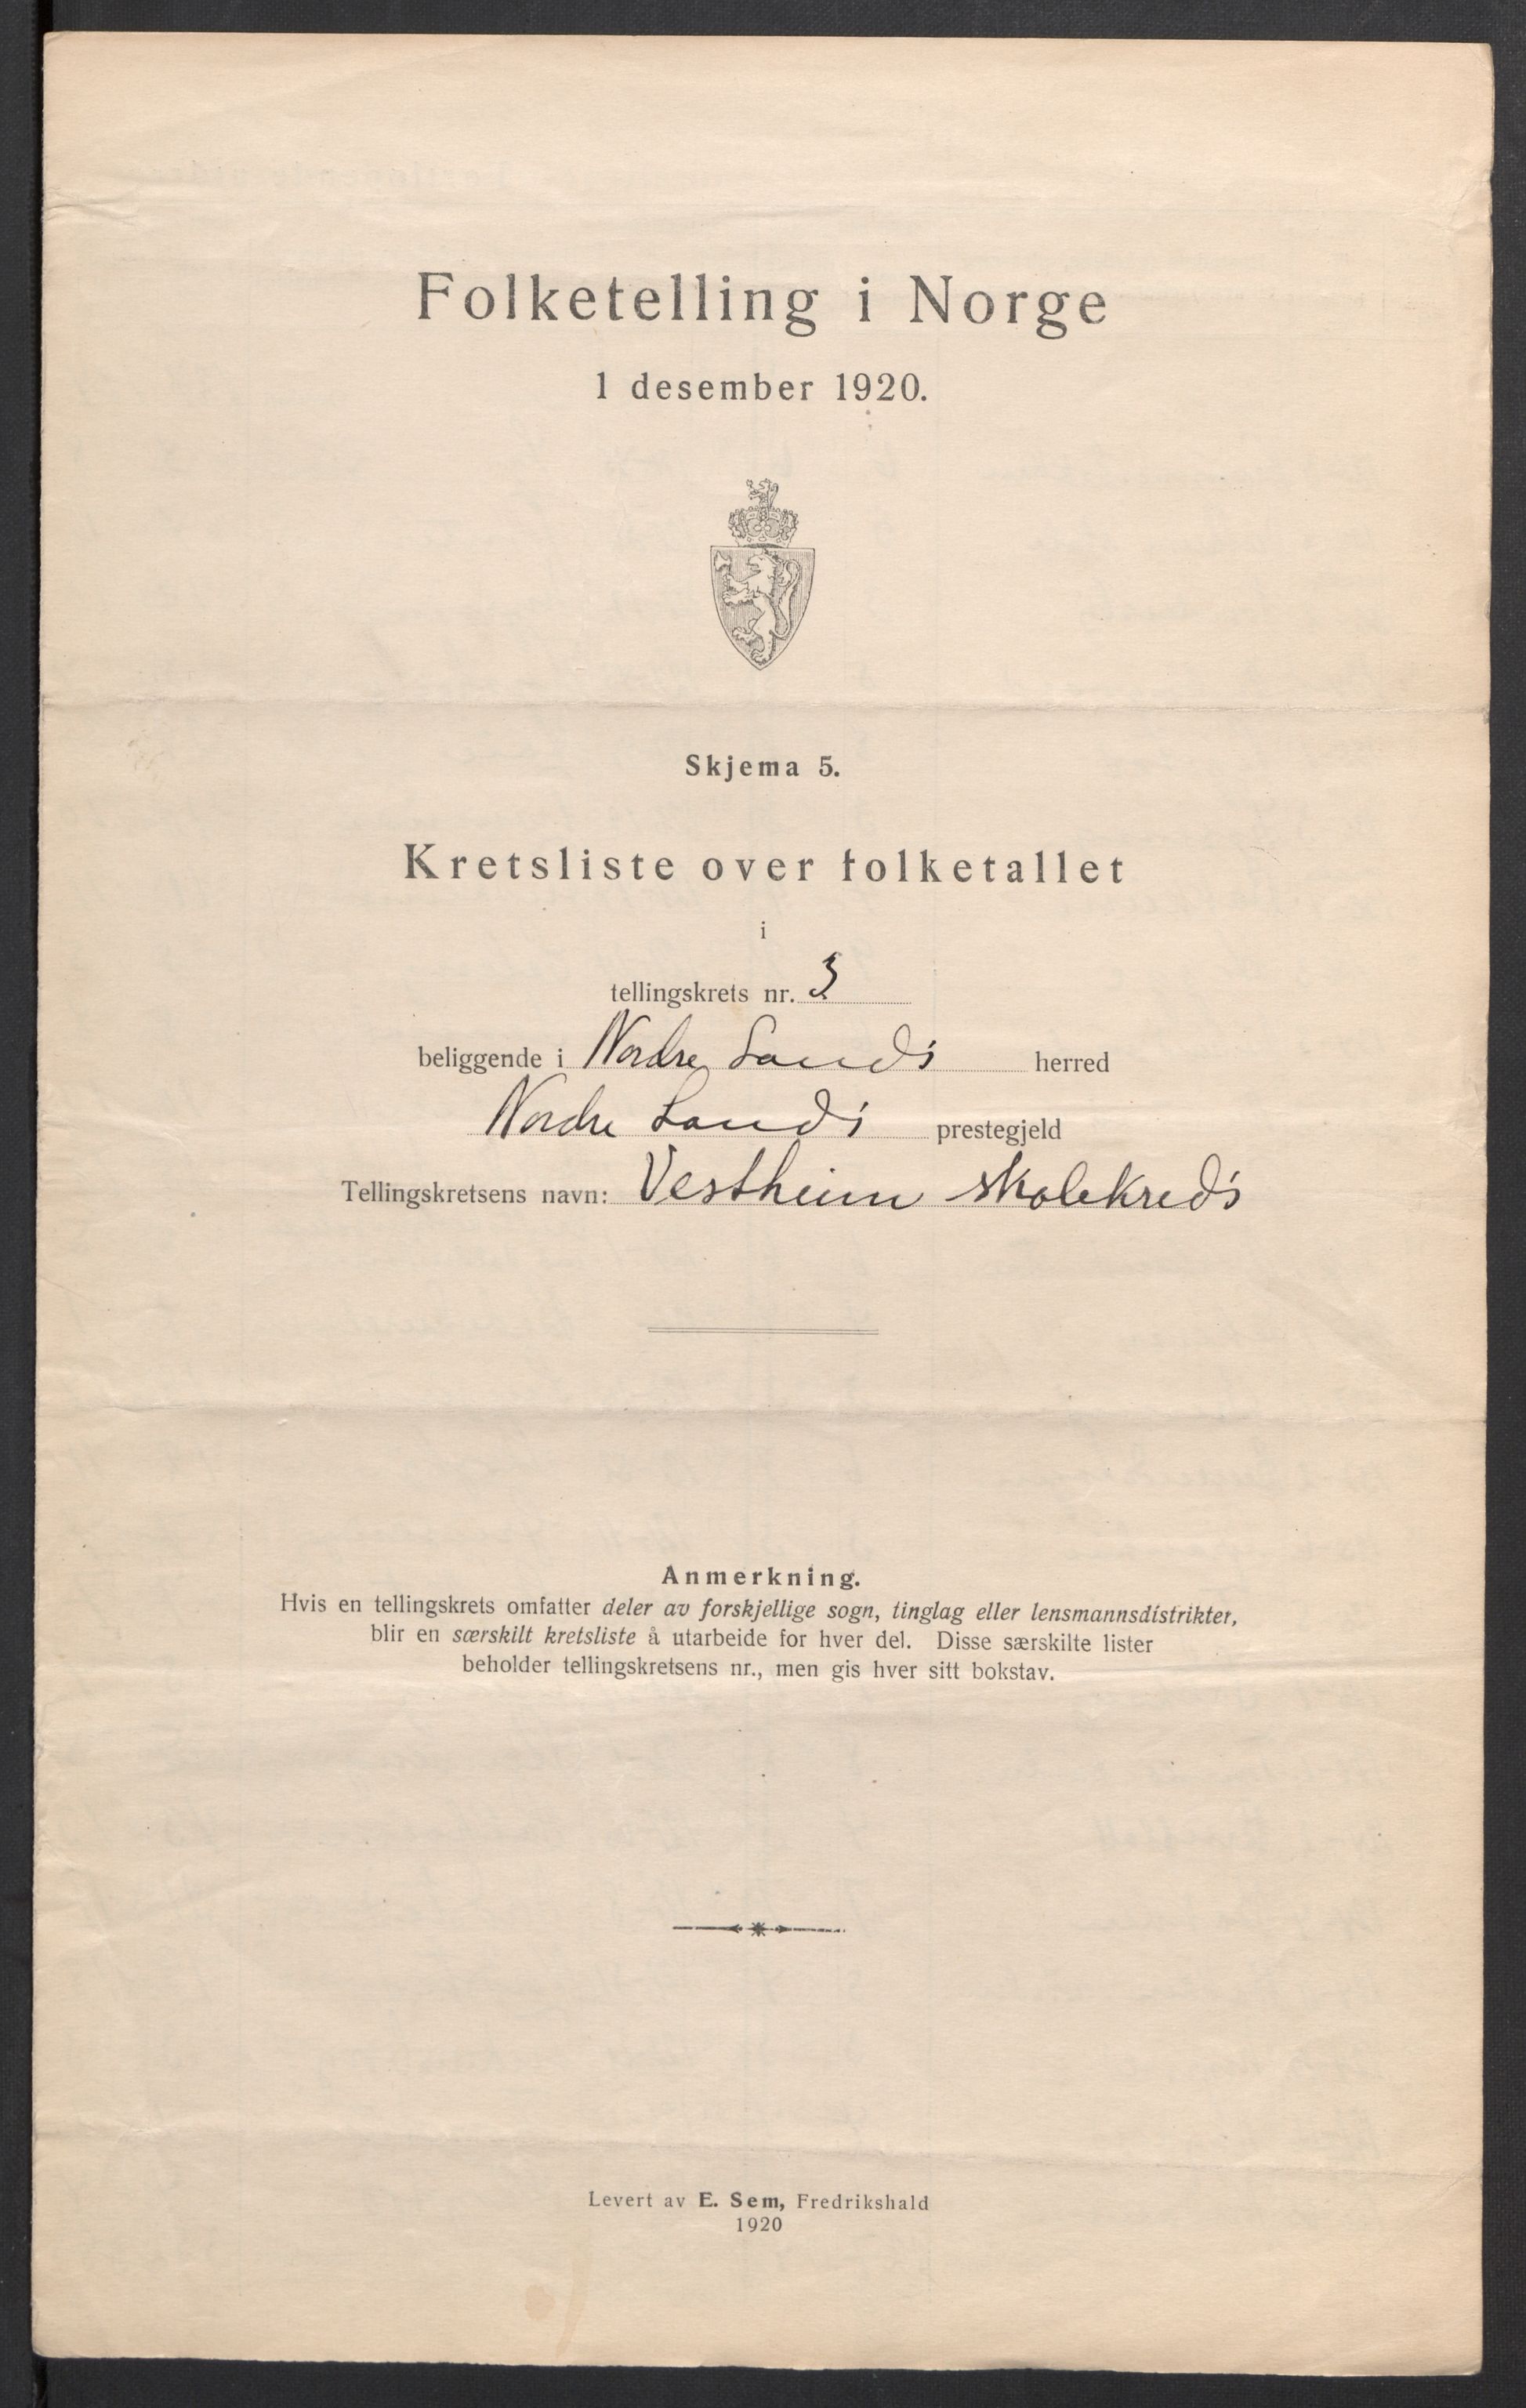 Folketelling i Norge
1 desember 1920.
Skjema 5.
Kretsliste over folketallet
i
tellingskrets nr. 3
beliggende i Nordre Lands herred
Nordre Lands prestegjeld
Tellingskretsens navn: Vestheim skolekreds
Anmerkning.
Hvis en tellingskrets omfatter deler av forskjellige sogn, tinglag eller lensmannsdistrikter,
blir en særskilt kretsliste å utarbeide for hver del. Disse særskilte lister
beholder tellingskretsens nr., men gis hver sitt bokstav.
Levert av E. Sem, Fredrikshald
1920